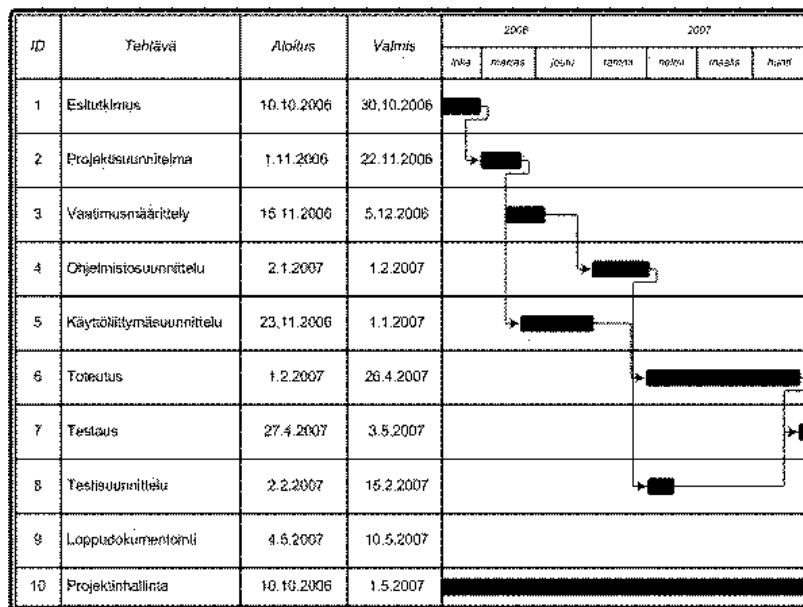 ID Tehtävä Aloitus Valmis 2006 2007
loka marras joulu tammi helmi maalis huhti
1 Esitutkimus 10.10.2006 30.10.2006
2 Projektisuunnitelma 1.11.2006 22.11.2006
3 Vaatimusmäärittely 15.11.2006 5.12.2006
4 Ohjelmistosuunnittelu 2.1.2007 1.2.2007
5 Käyttöliittymäsuunnittelu 23.11.2006 1.1.2007
6 Toteutus 1.2.2007 26.4.2007
7 Testaus 27.4.2007 3.5.2007
8 Testisuunnittelu 2.2.2007 15.2.2007
9 Loppudokumentointi 4.5.2007 10.5.2007
10 Projektinhallinta 10.10.2006 1.5.2007